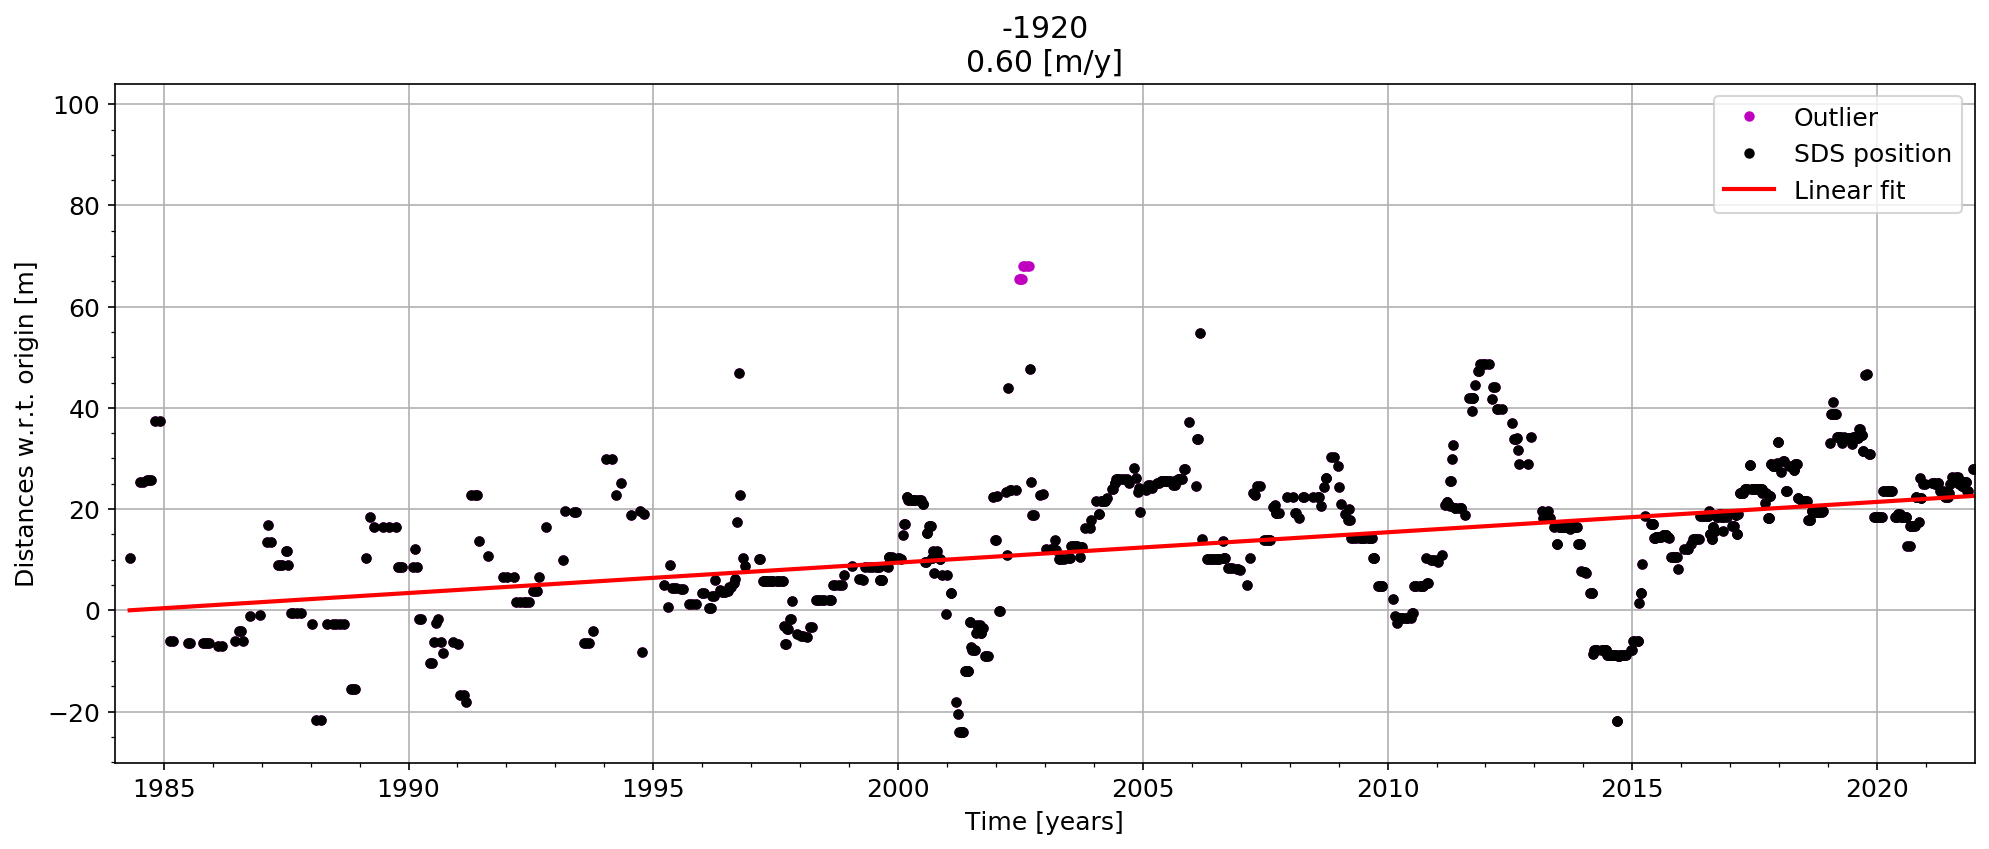 -1920
0.60 [m/y]
Distances w.r.t. origin [m]
100
80
60
40
20
0
−20
Outlier
SDS position
Linear fit
1985 1990 1995 2000 2005 2010 2015 2020
Time [years]